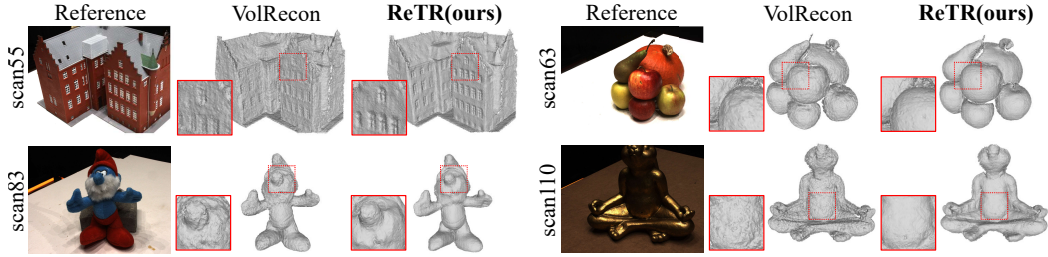 Reference VolRecon ReTR(ours) Reference VolRecon ReTR(ours)
scan55
scan63
scan83
scan110